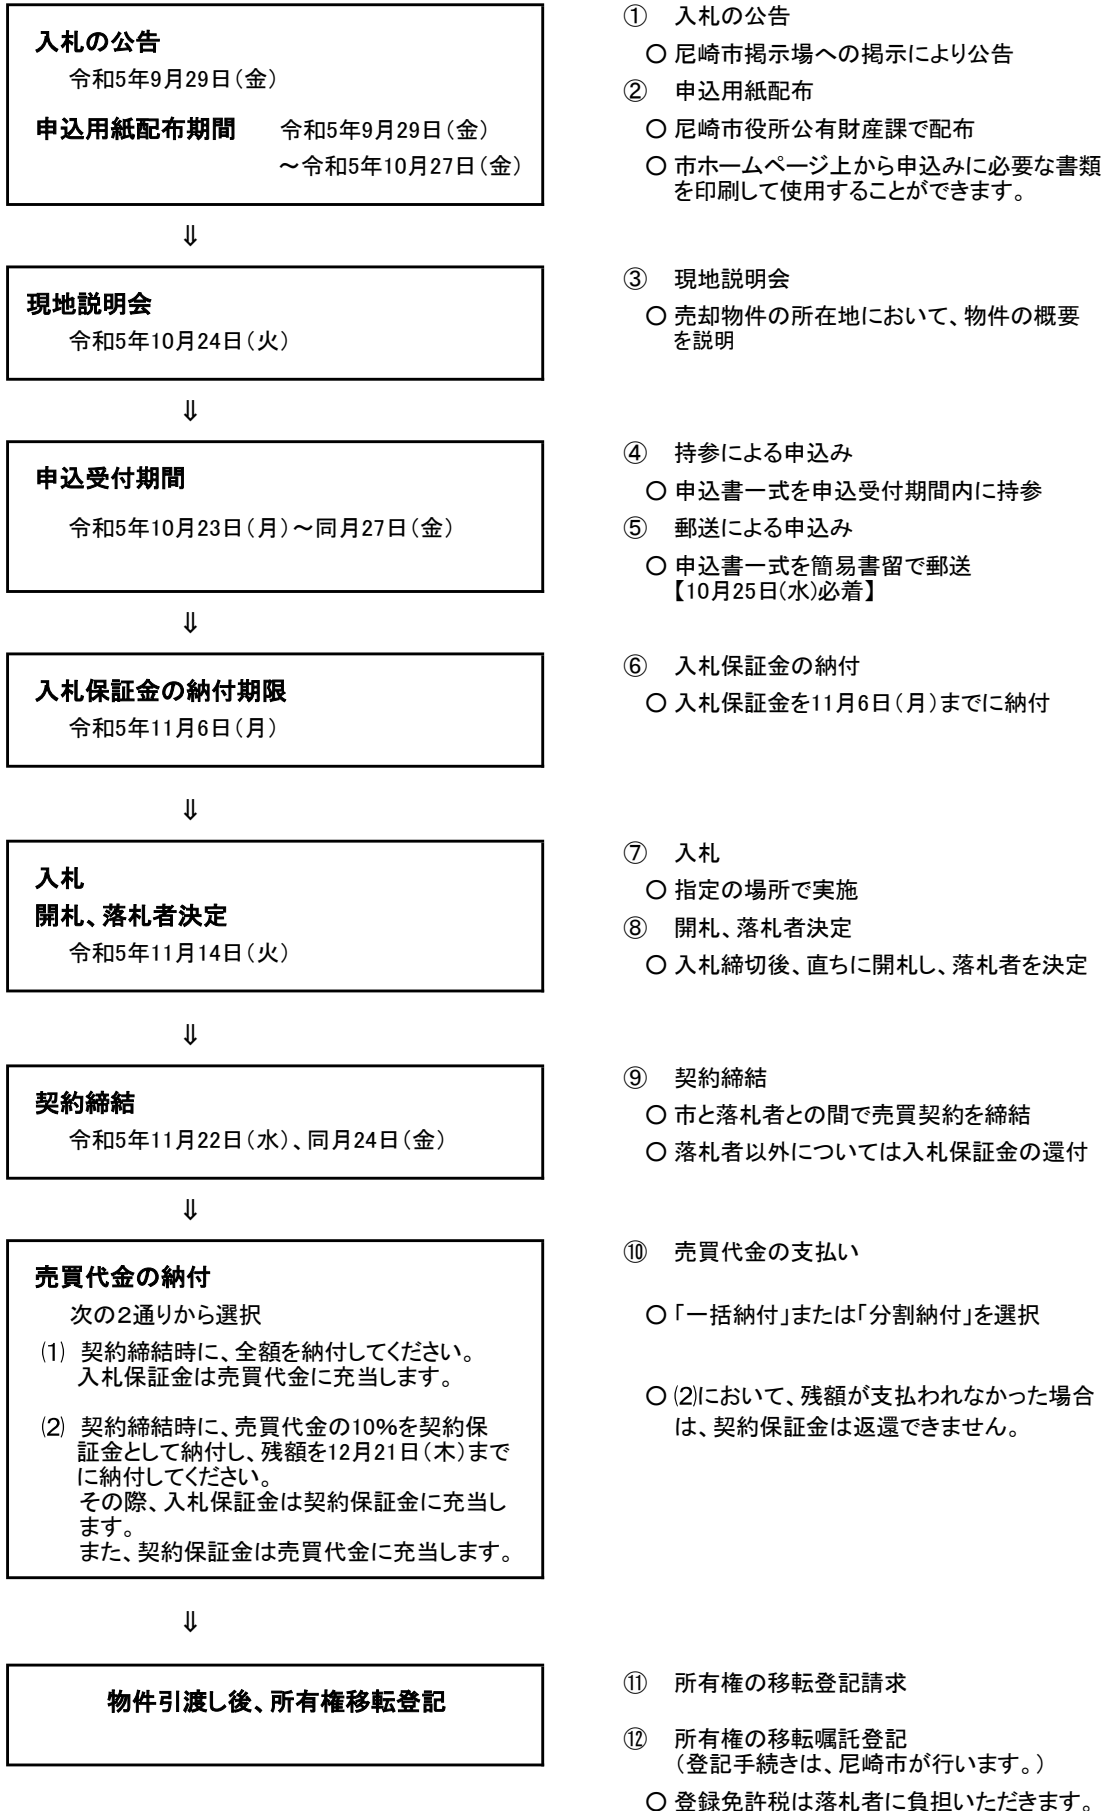 入札の公告
令和5年9月29日（金）
申込用紙配布期間　令和5年9月29日（金）
～令和5年10月27日（金）
① 入札の公告
○ 尼崎市掲示場への掲示により公告
② 申込用紙配布
○ 尼崎市役所公有財産課で配布
○ 市ホームページ上から申込みに必要な書類
を印刷して使用することができます。
⇓
現地説明会
令和5年10月24日（火）
③ 現地説明会
○ 売却物件の所在地において、物件の概要
を説明
⇓
申込受付期間
令和5年10月23日（月）～同月27日（金）
④ 持参による申込み
○ 申込書一式を申込受付期間内に持参
⑤ 郵送による申込み
○ 申込書一式を簡易書留で郵送
【10月25日(水)必着】
⇓
入札保証金の納付期限
令和5年11月6日（月）
⑥ 入札保証金の納付
○ 入札保証金を11月6日（月）までに納付
⇓
入札
開札、落札者決定
令和5年11月14日（火）
⑦ 入札
○ 指定の場所で実施
⑧ 開札、落札者決定
○ 入札締切後、直ちに開札し、落札者を決定
⇓
契約締結
令和5年11月22日（水）、同月24日（金）
⑨ 契約締結
○ 市と落札者との間で売買契約を締結
○ 落札者以外については入札保証金の還付
⇓
売買代金の納付
次の２通りから選択
⑴ 契約締結時に、全額を納付してください。
入札保証金は売買代金に充当します。
⑵ 契約締結時に、売買代金の10%を契約保
証金として納付し、残額を12月21日（木）まで
に納付してください。
その際、入札保証金は契約保証金に充当し
ます。
また、契約保証金は売買代金に充当します。
⑩ 売買代金の支払い
○ 「一括納付」または「分割納付」を選択
○ ⑵において、残額が支払われなかった場合
は、契約保証金は返還できません。
⇓
物件引渡し後、所有権移転登記
⑪ 所有権の移転登記請求
⑫ 所有権の移転嘱託登記
（登記手続きは、尼崎市が行います。）
○ 登録免許税は落札者に負担いただきます。